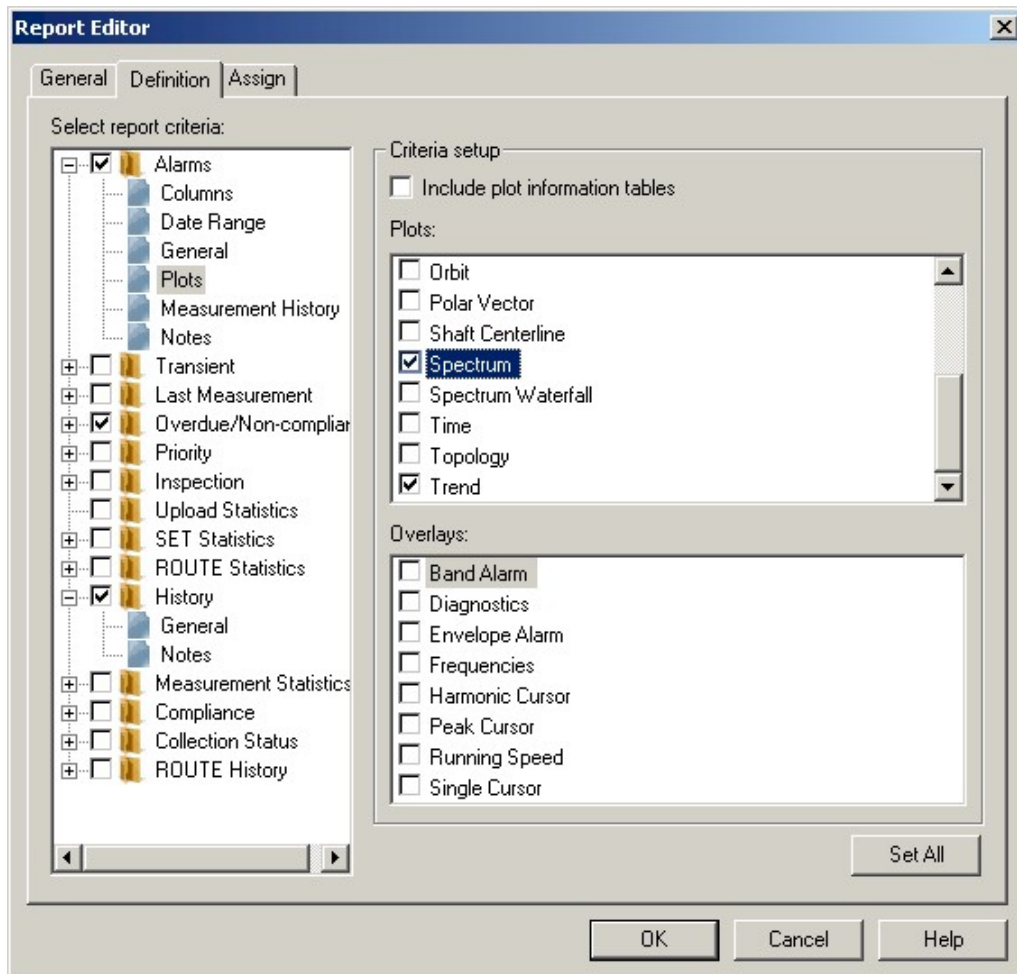 Report Editor
General
Definition
Assign
Select report criteria:
Alarms
Columns
Date Range
General
Plots
Measurement History
Notes
Transient
Last Measurement
Overdue/Non-complian
Priority
Inspection
Upload Statistics
SET Statistics
ROUTE Statistics
History
General
Notes
Measurement Statistics
Compliance
Collection Status
ROUTE History
Criteria setup
Include plot information tables
Plots:
Orbit
Polar Vector
Shaft Centerline
Spectrum
Spectrum Waterfall
Time
Topology
Trend
Overlays:
Band Alarm
Diagnostics
Envelope Alarm
Frequencies
Harmonic Cursor
Peak Cursor
Running Speed
Single Cursor
Set All
OK
Cancel
Help